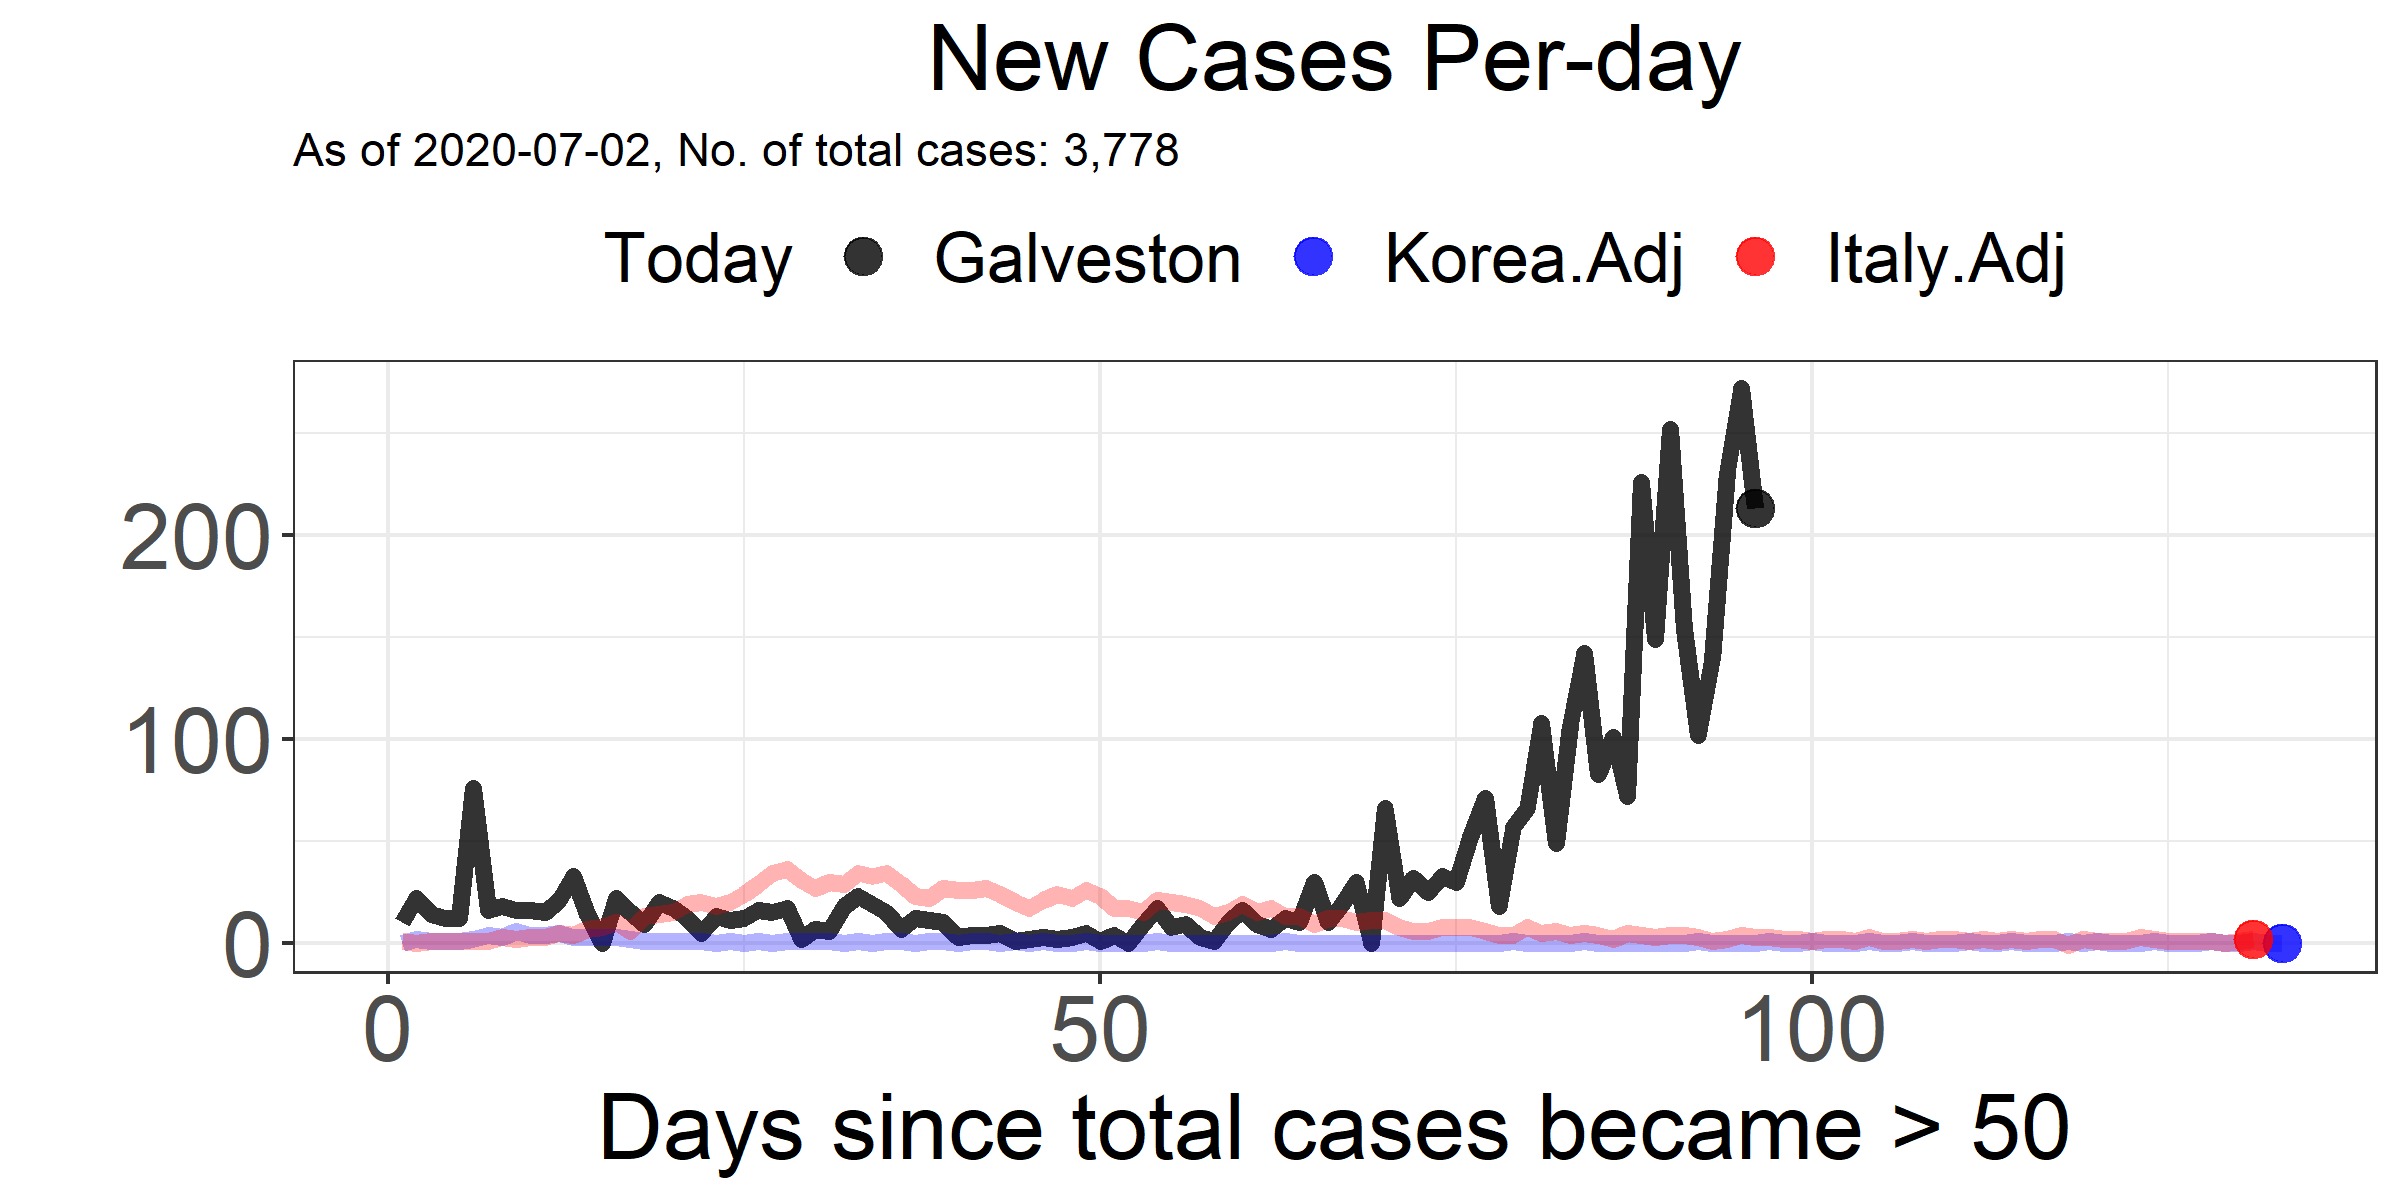 New Cases Per-day
As of 2020-07-02, No. of total cases: 3,778
Today Galveston Korea.Adj Italy.Adj
200
100
0
0 50 100
Days since total cases became > 50